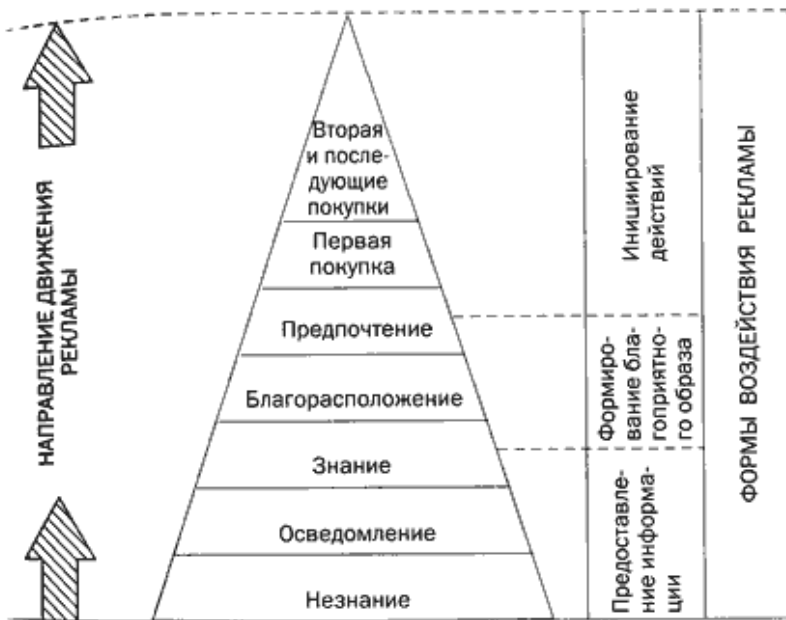 НАПРАВЛЕНИЕ ДВИЖЕНИЯ
РЕКЛАМЫ
Вторая
и после-
дующие
покупки
Первая
покупка
Предпочтение
Благорасположение
Знание
Осведомление
Незнание
Инициирование
действий
Формиро-
вание бла-
гоприятно-
го образа
Предоставле-
ние информа-
ции
ФОРМЫ ВОЗДЕЙСТВИЯ РЕКЛАМЫ